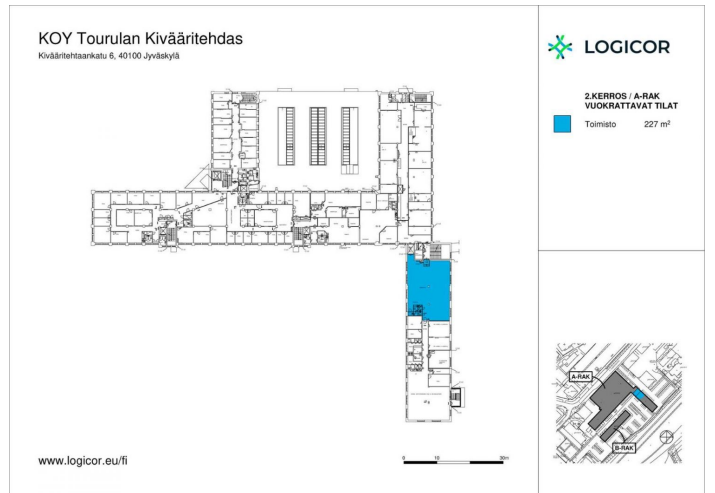 KOY Tourulan Kivääritehdas
Kivääritehtaankatu 6, 40100 Jyväskylä
LOGICOR
2.KERROS / A-RAK
VUOKRATTAVAT TILAT
Toimisto 227 m²
A-RAK
B-RAK
www.logicor.eu/fi
0 10 20m